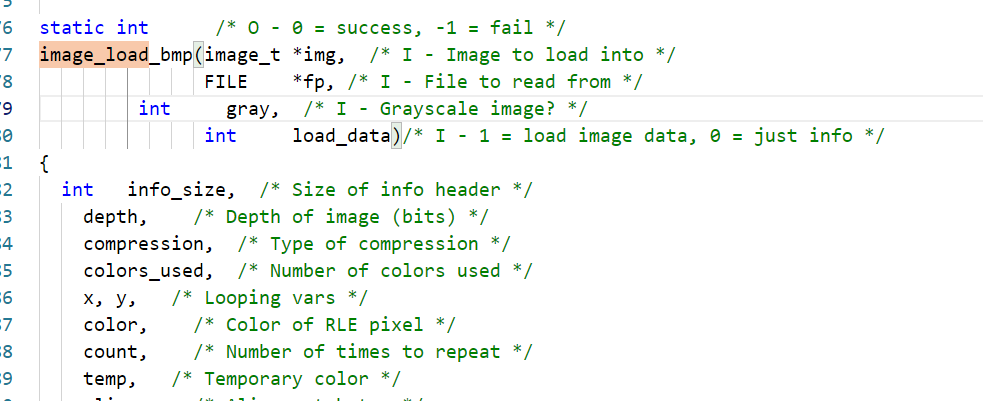 76 static int /* O - 0 = success, -1 = fail */
77 image_load_bmp(image_t *img, /* I - Image to load into */
78 FILE *fp, /* I - File to read from */
79 int gray, /* I - Grayscale image? */
80 int load_data)/* I - 1 = load image data, 0 = just info */
81 {
82 int info_size, /* Size of info header */
83 depth, /* Depth of image (bits) */
84 compression, /* Type of compression */
85 colors_used, /* Number of colors used */
86 x, y, /* Looping vars */
87 color, /* Color of RLE pixel */
88 count, /* Number of times to repeat */
89 temp, /* Temporary color */